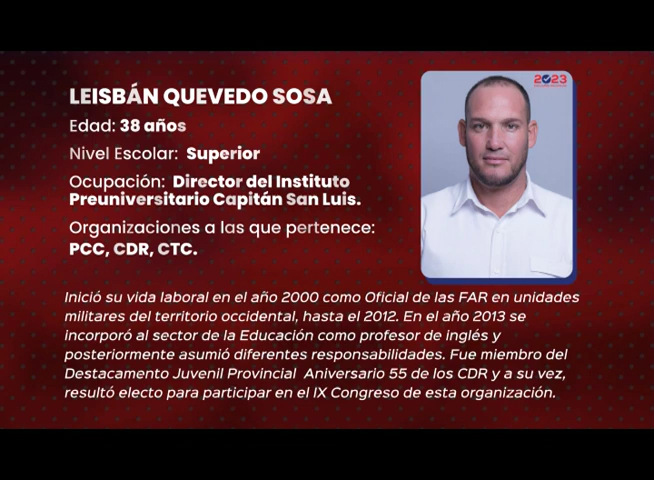 2023
LEISBÁN QUEVEDO SOSA
Edad: 38 años
Nivel Escolar: Superior
Ocupación: Director del Instituto
Preuniversitario Capitán San Luis.
Organizaciones a las que pertenece:
PCC, CDR, CTC.
Inició su vida laboral en el año 2000 como Oficial de las FAR en unidades
militares del territorio occidental, hasta el 2012. En el año 2013 se
incorporó al sector de la Educación como profesor de inglés y
posteriormente asumió diferentes responsabilidades. Fue miembro del
Destacamento Juvenil Provincial Aniversario 55 de los CDR y a su vez,
resultó electo para participar en el IX Congreso de esta organización.